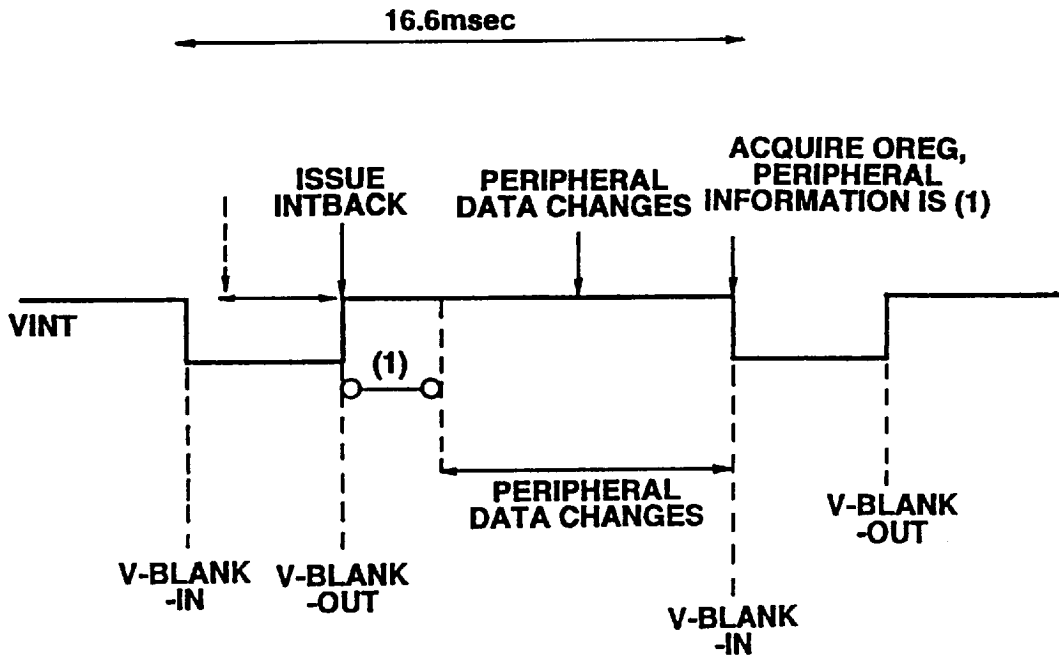 16.6msec
ISSUE
INTBACK
PERIPHERAL
DATA CHANGES
ACQUIRE OREG,
PERIPHERAL
INFORMATION IS (1)
VINT
(1)
PERIPHERAL
DATA CHANGES
V-BLANK
-IN
V-BLANK
-OUT
V-BLANK
-IN
V-BLANK
-OUT